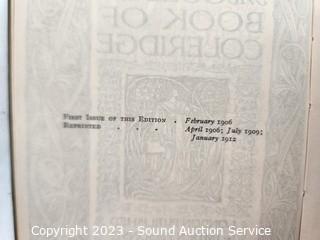 BOOK OF
COLERIDGE
First Issue of this Edition . February 1906
Reprinted . . . April 1906; July 1909;
January 1912
Copyright 2023 - Sound Auction Service